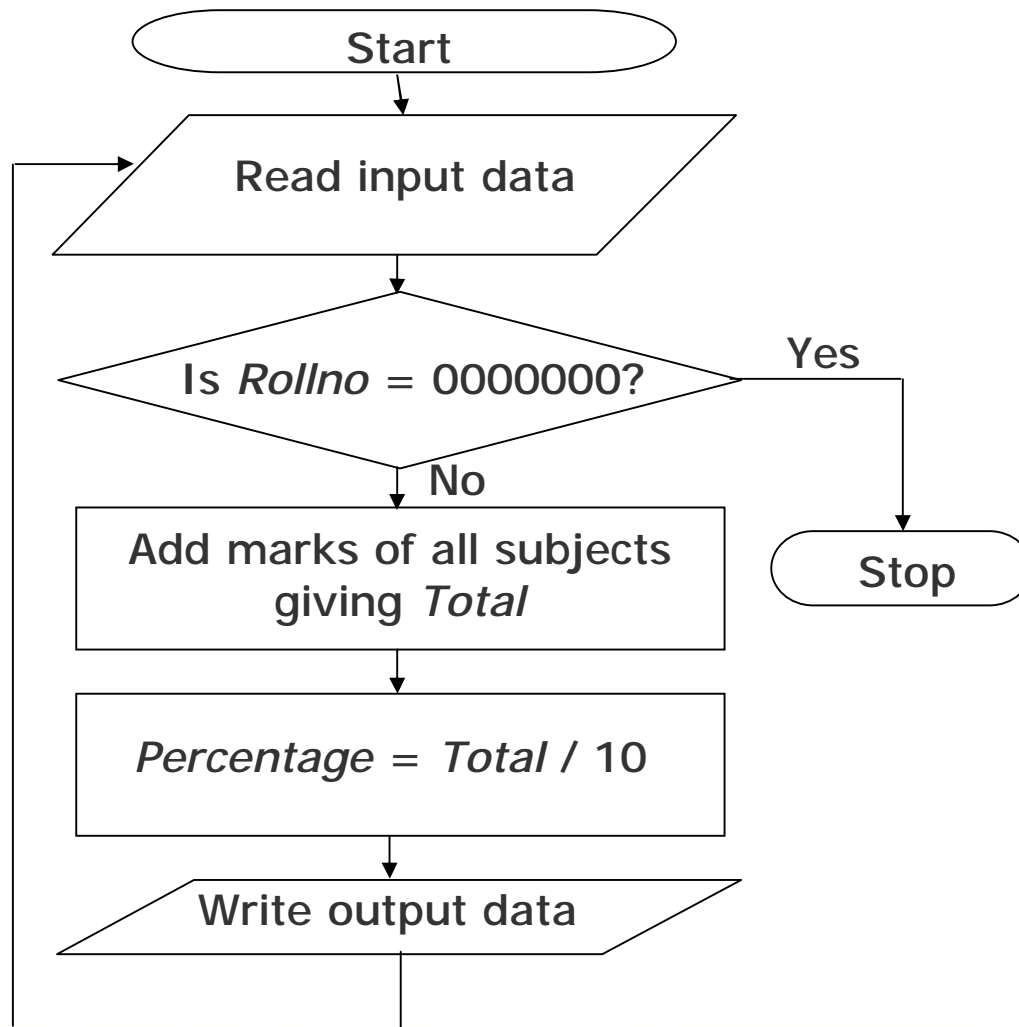 Start
Read input data
Is Rollno = 0000000?
Yes
No
Add marks of all subjects
giving Total
Stop
Percentage = Total / 10
Write output data